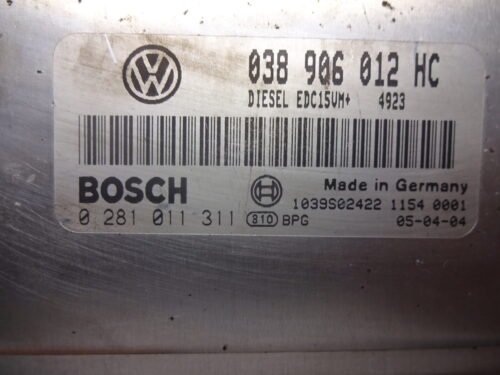 038 906 012 HC
DIESEL EDC15VM+ 4923
BOSCH
Made in Germany
0 281 011 311
810 BPG
1039S02422 1154 0001
05-04-04